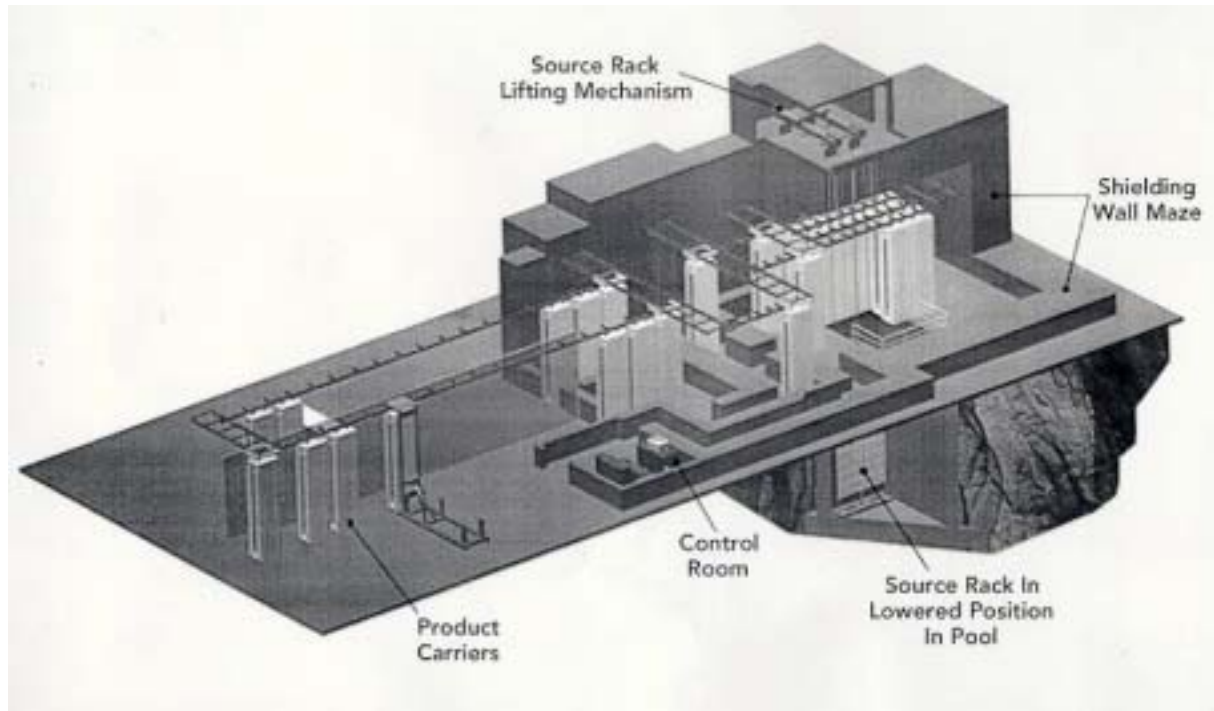 Source Rack
Lifting Mechanism
Shielding
Wall Maze
Control
Room
Source Rack In
Lowered Position
In Pool
Product
Carriers